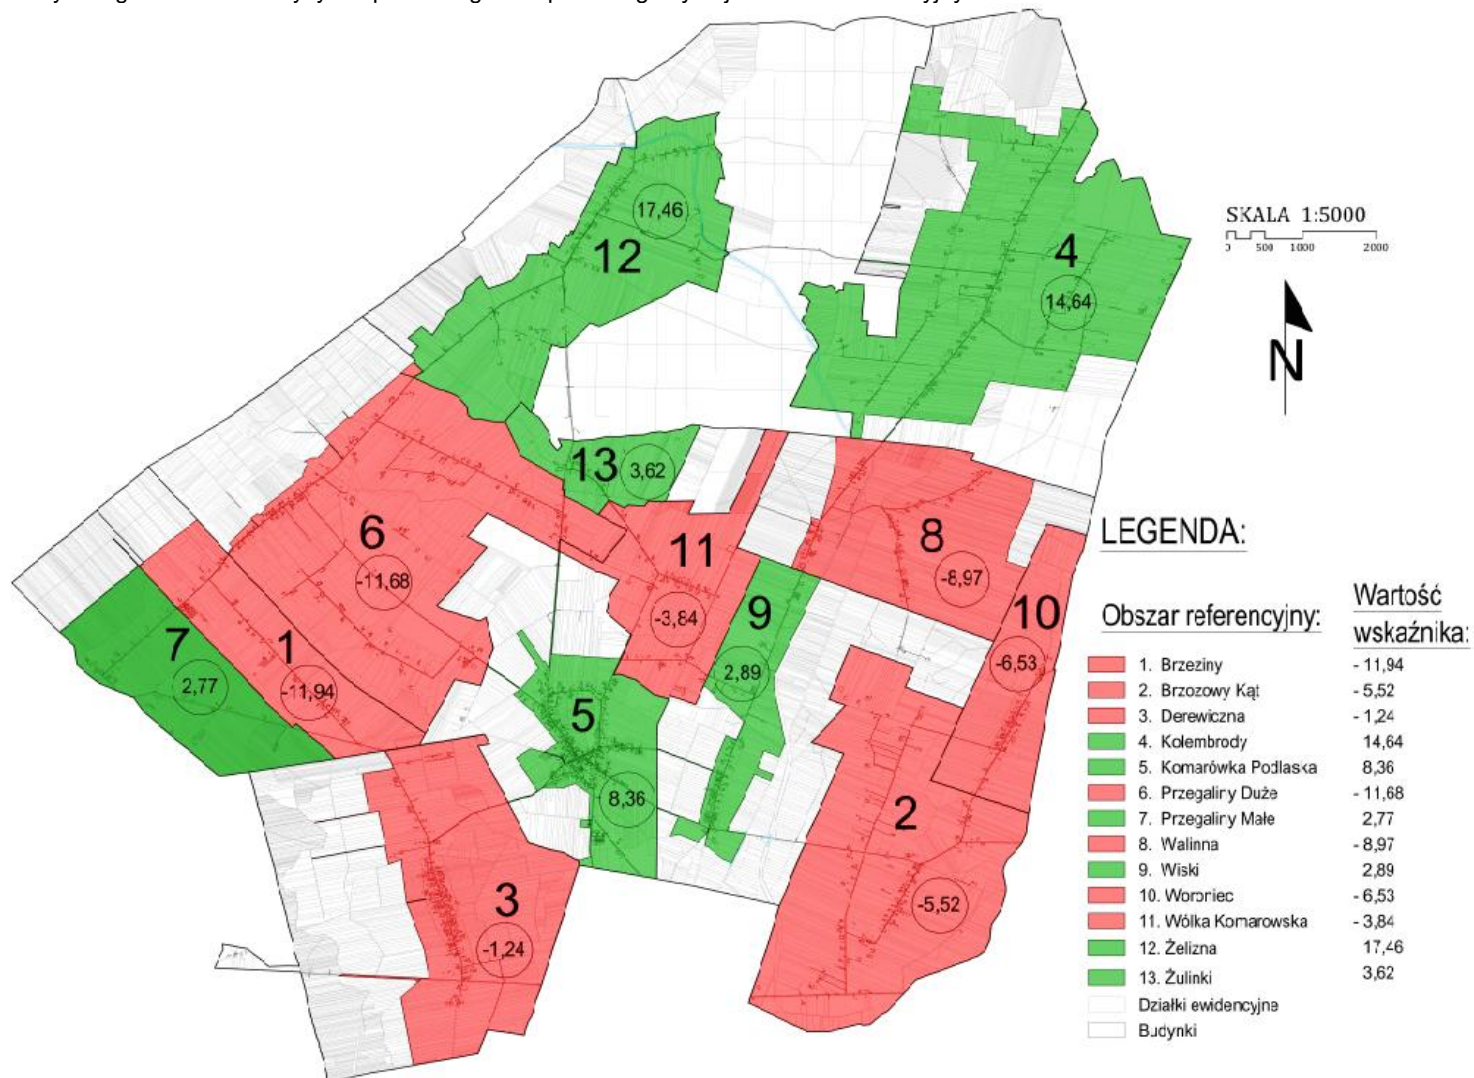 17,46
12
4
14,64
SKALA 1:5000
0 500 1000 2000
N
13
3,62
6
-11,68
11
-3,84
8
-8,97
9
2,89
10
-6,53
7
2,77
1
-11,94
5
8,36
2
-5,52
3
-1,24
LEGENDA:
Obszar referencyjny: Wartość wskaźnika:
1. Brzeziny - 11,94
2. Brzozowy Kąt - 5,52
3. Derewiczna - 1,24
4. Kolembrody 14,64
5. Komarówka Podlaska 8,36
6. Przegaliny Duże - 11,68
7. Przegaliny Małe 2,77
8. Walinna - 8,97
9. Wiski 2,89
10. Woroniec - 6,53
11. Wólka Komarowska - 3,84
12. Żelizna 17,46
13. Żulinki 3,62
Działki ewidencyjne
Budynki